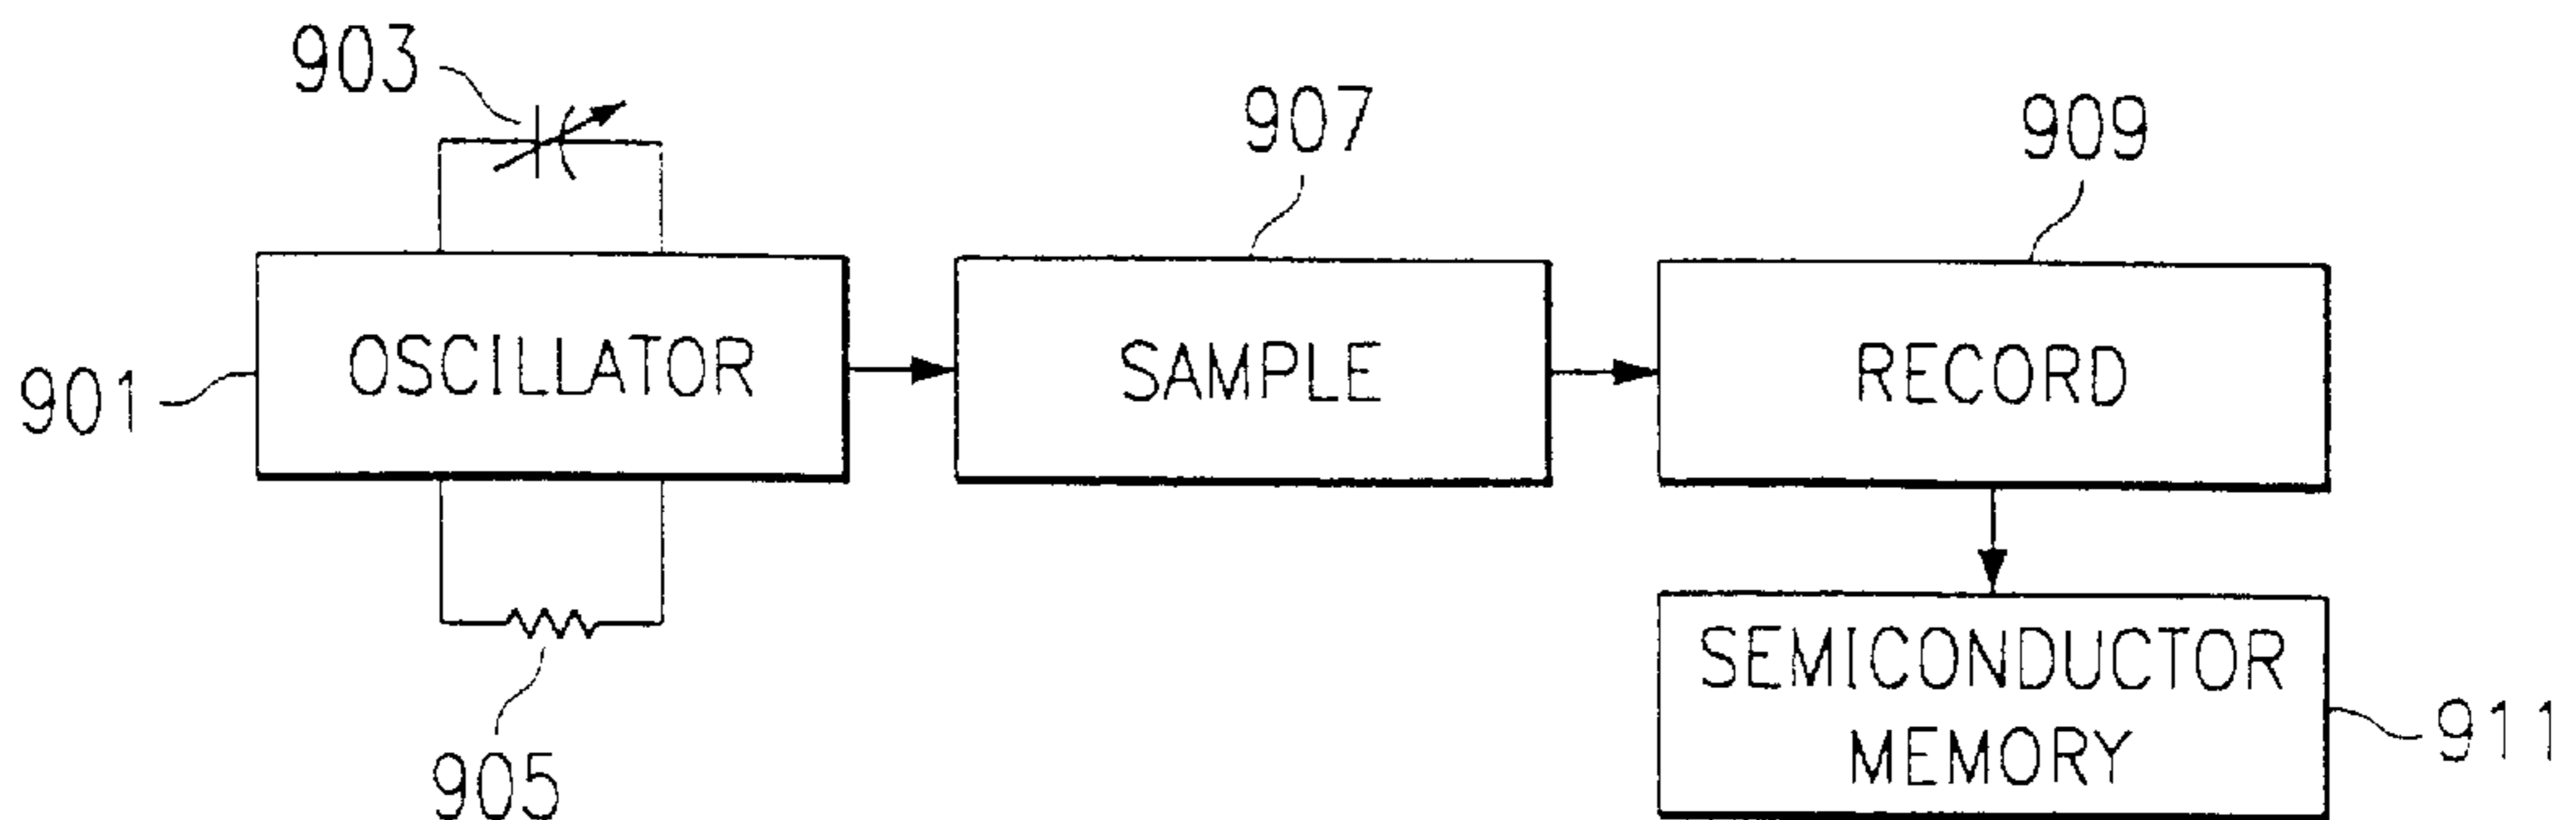 903
907
909
901
OSCILLATOR
SAMPLE
RECORD
905
SEMICONDUCTOR
MEMORY
911